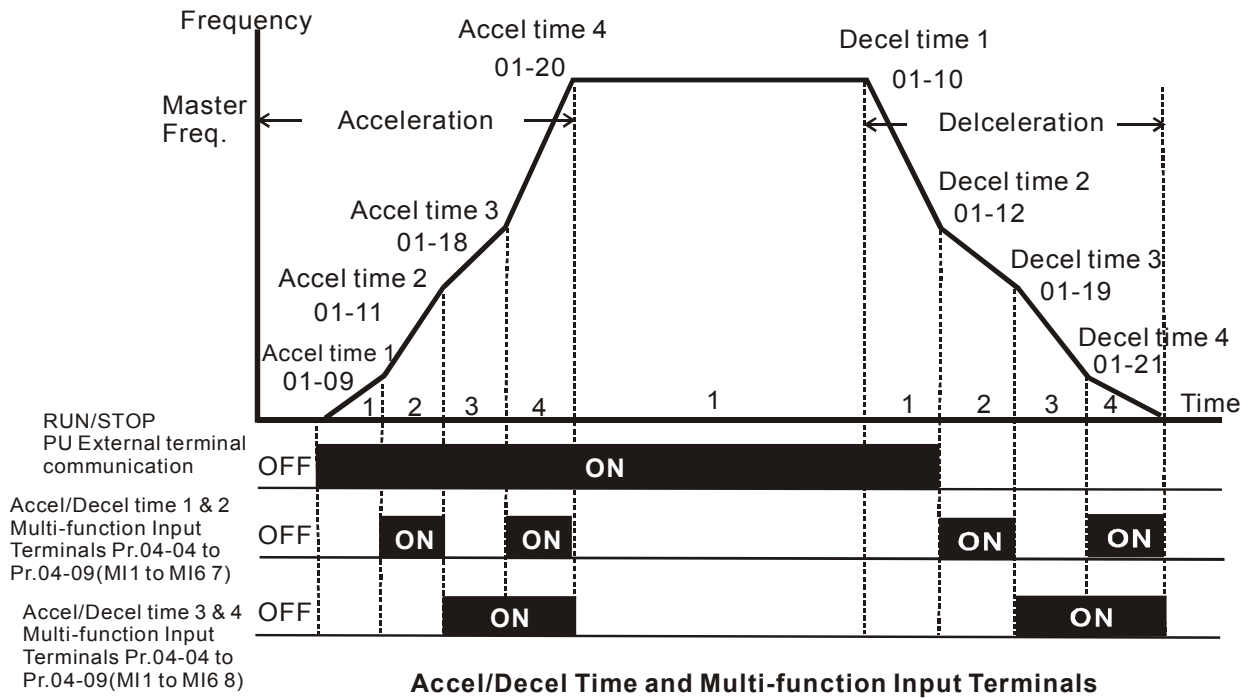 Frequency
Accel time 4
01-20
Decel time 1
01-10
Master
Freq.
Acceleration
Delceleration
Accel time 3
01-18
Decel time 2
01-12
Accel time 2
01-11
Decel time 3
01-19
Accel time 1
01-09
Decel time 4
01-21
1 2 3 4 1 1 2 3 4 Time
RUN/STOP
PU External terminal
communication
OFF ON
Accel/Decel time 1 & 2
Multi-function Input
Terminals Pr.04-04 to
Pr.04-09(MI1 to MI6 7)
OFF ON ON ON ON
Accel/Decel time 3 & 4
Multi-function Input
Terminals Pr.04-04 to
Pr.04-09(MI1 to MI6 8)
OFF ON ON
Accel/Decel Time and Multi-function Input Terminals